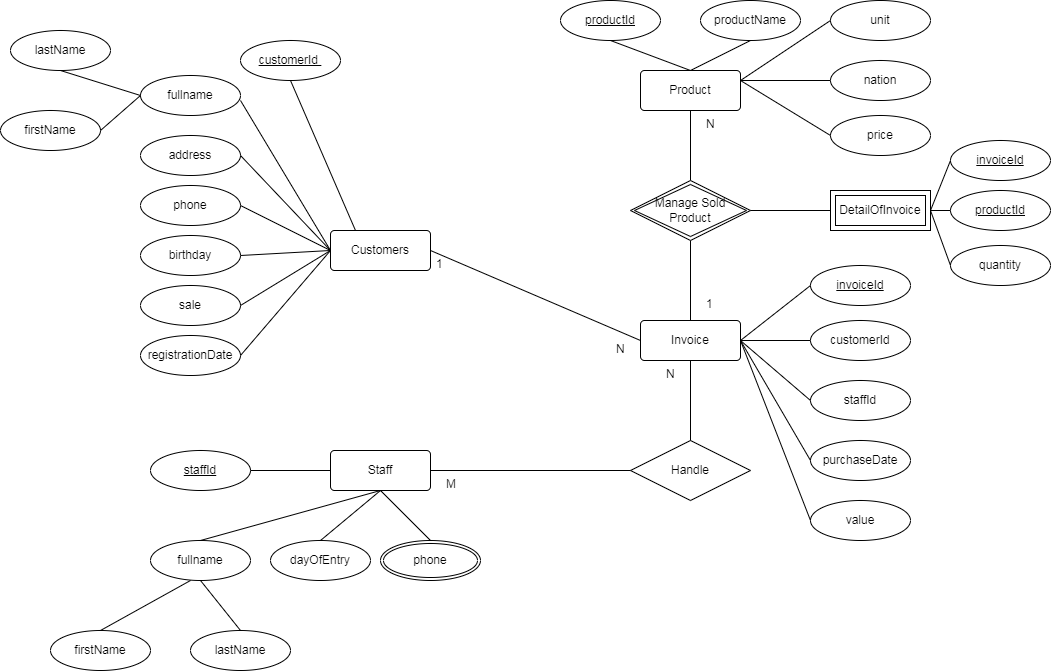 productId
productName
unit
lastName
customerId
fullname
nation
Product
firstName
N
price
address
invoiceId
phone
Manage Sold
Product
DetailOfInvoice
productId
birthday
Customers
1
quantity
sale
1
invoiceId
registrationDate
N
Invoice
customerId
N
staffId
staffId
Staff
M
Handle
purchaseDate
value
fullname
dayOfEntry
phone
firstName
lastName